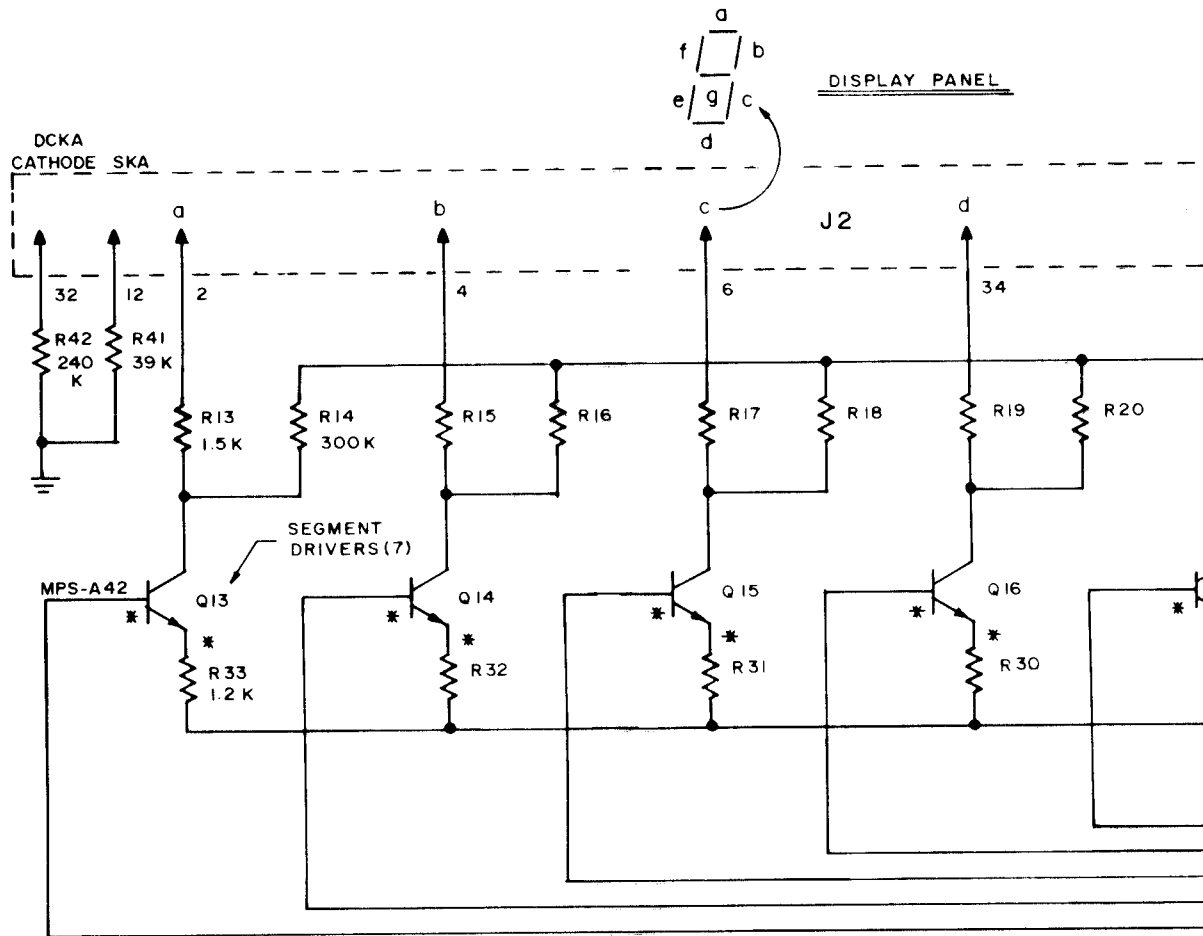 a
f b
DISPLAY PANEL
e g c
d
DCKA
CATHODE SKA
a b c d
J2
32 12 2 4 6 34
R42 R41
240 39K
K
R13 R14 R15 R16 R17 R18 R19 R20
1.5K 300K
SEGMENT
DRIVERS(7)
MPS-A42
Q13 Q14 Q15 Q16
* * * * *
* * * *
R33 R32 R31 R30
1.2K